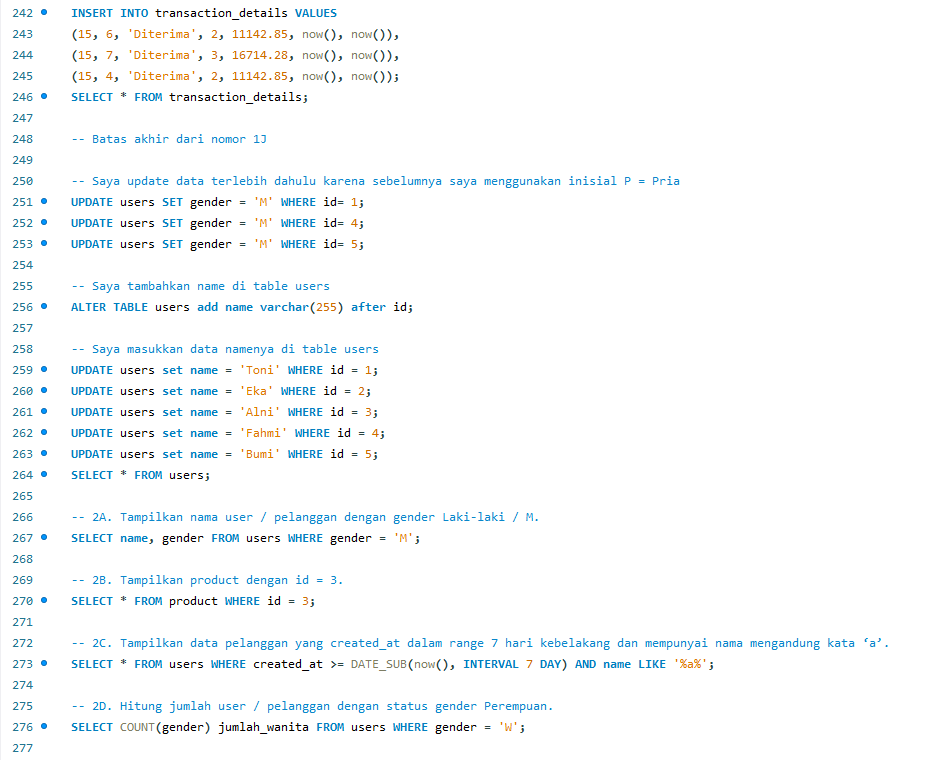 242 INSERT INTO transaction_details VALUES
243 (15, 6, 'Diterima', 2, 11142.85, now(), now()),
244 (15, 7, 'Diterima', 3, 16714.28, now(), now()),
245 (15, 4, 'Diterima', 2, 11142.85, now(), now());
246 SELECT * FROM transaction_details;
247
248 -- Batas akhir dari nomor 1J
249
250 -- Saya update data terlebih dahulu karena sebelumnya saya menggunakan inisial P = Pria
251 UPDATE users SET gender = 'M' WHERE id= 1;
252 UPDATE users SET gender = 'M' WHERE id= 4;
253 UPDATE users SET gender = 'M' WHERE id= 5;
254
255 -- Saya tambahkan name di table users
256 ALTER TABLE users add name varchar(255) after id;
257
258 -- Saya masukkan data namenya di table users
259 UPDATE users set name = 'Toni' WHERE id = 1;
260 UPDATE users set name = 'Eka' WHERE id = 2;
261 UPDATE users set name = 'Alni' WHERE id = 3;
262 UPDATE users set name = 'Fahmi' WHERE id = 4;
263 UPDATE users set name = 'Bumi' WHERE id = 5;
264 SELECT * FROM users;
265
266 -- 2A. Tampilkan nama user / pelanggan dengan gender Laki-laki / M.
267 SELECT name, gender FROM users WHERE gender = 'M';
268
269 -- 2B. Tampilkan product dengan id = 3.
270 SELECT * FROM product WHERE id = 3;
271
272 -- 2C. Tampilkan data pelanggan yang created_at dalam range 7 hari kebelakang dan mempunyai nama mengandung kata ‘a’.
273 SELECT * FROM users WHERE created_at >= DATE_SUB(now(), INTERVAL 7 DAY) AND name LIKE '%a%';
274
275 -- 2D. Hitung jumlah user / pelanggan dengan status gender Perempuan.
276 SELECT COUNT(gender) jumlah_wanita FROM users WHERE gender = 'W';
277